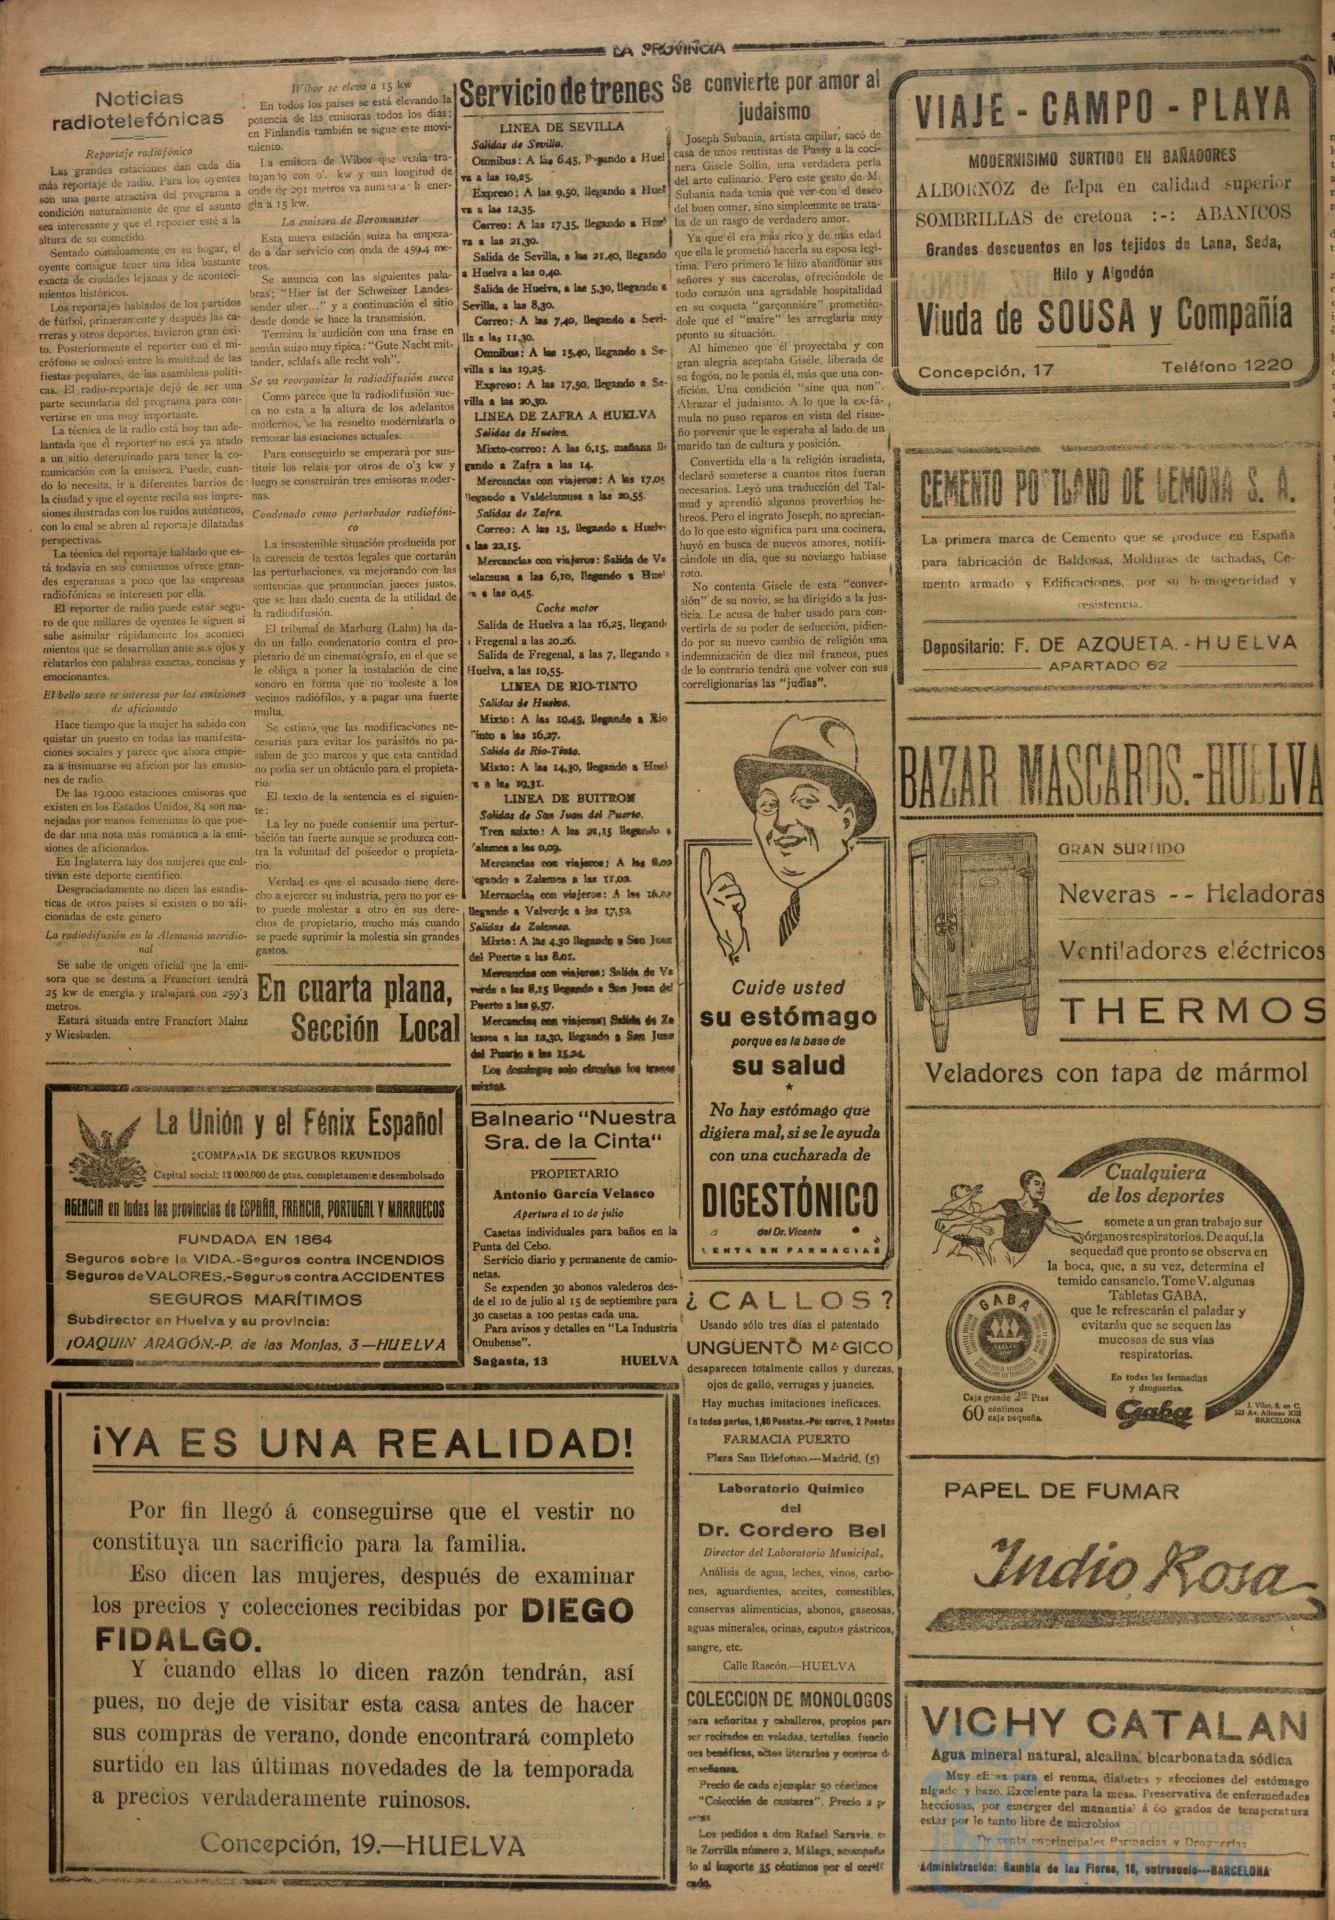 LA PROVINCIA
Noticias
radiotelefónicas
Reportaje radiofónico
Las grandes estaciones dan cada dia
más reportaje de radio. Para los oyentes
son una parte atractiva del programa a
condición naturalmente de que el asunto
sea interesante y que el reporter esté a la
altura de su cometido.
Sentado cómodamente en su hogar, el
oyente consigue tener una idea bastante
exacta de ciudades lejanas y de aconteci-
mientos históricos.
Los reportajes hablados de los partidos
de fútbol, primeramente y después las ca-
rreras y otros deportes, tuvieron gran éxi-
to. Posteriormente el reporter con el mi-
crófono se colocó entre la multitud de las
fiestas populares, de las asambleas políti-
cas. El radio-reportaje dejó de ser una
parte secundaria del programa para con-
vertirse en una muy importante.
La técnica de la radio está hoy tan ade-
lantada que el reporter no está ya atado
a un sitio determinado para tener la co-
municación con la emisora. Puede, cuan-
do lo necesita, ir a diferentes barrios de
la ciudad y que el oyente reciba sus impre-
siones ilustradas con los ruidos auténticos,
con lo cual se abren al reportaje dilatadas
perspectivas.
La técnica del reportaje hablado que es-
tá todavía en sus comienzos ofrece gran-
des esperanzas a poco que las empresas
radiofónicas se interesen por ella.
El reporter de radio puede estar segu-
ro de que millares de oyentes le siguen si
sabe asimilar rápidamente los aconteci
mientos que se desarrollan ante sus ojos y
relatarlos con palabras exactas, concisas y
emocionantes.
El bello sexo se interesa por las emisiones
de aficionado
Hace tiempo que la mujer ha sabido con
quistar un puesto en todas las manifesta-
ciones sociales y parece que ahora empie-
za a insinuarse su afición por las emisio-
nes de radio.
De las 19.000 estaciones emisoras que
existen en los Estados Unidos, 84 son ma-
nejadas por manos femeninas lo que pue-
de dar una nota más romántica a la emi-
siones de aficionados.
En Inglaterra hay dos mujeres que cul-
tivan este deporte científico.
Desgraciadamente no dicen las estadis-
ticas de otros paises si existen o no afi-
cionadas de este género
La radiodifusión en la Alemania meridio-
nal
Se sabe de origen oficial que la emi-
sora que se destina a Francfort tendrá
25 kw de energia y trabajará con 259'3
metros.
Estará situada entre Francfort Mainz
y Wiesbaden.
Wibor se eleva a 15 kw
En todos los paises se está elevando la
potencia de las emisoras todos los dias;
en Finlandia también se sigue este movi-
miento.
La emisora de Wibor que venia tra-
bajando con o'. kw y una longitud de
onda de 291 metros va aumentar la ener-
gia a 15 kw.
La emisora de Beromunster
Esta nueva estación suiza ha empeza-
do a dar servicio con onda de 459.4 me-
tros.
Se anuncia con las siguientes pala-
bras; "Hier ist der Schweizer Landes-
sender uber..." y a continuación el sitio
desde donde se hace la transmisión.
Termina la audición con una frase en
aemán suizo muy típica: "Gute Nacht mit-
tander, schlafs alle recht voh".
Se va reorganizar la radiodifusión sueca
Como parece que la radiodifusión sue-
ca no esta a la altura de los adelantos
modernos, se ha resuelto modernizarla o
remozar las estaciones actuales.
Para conseguirlo se empezará por sus-
tituir los relais por otros de 0'3 kw y
luego se construirán tres emisoras moder-
nas.
Condenado como perturbador radiofóni-
co
La insostenible situación producida por
la carencia de textos legales que cortarán
las perturbaciones, va mejorando con las
sentencias que pronuncian jueces justos,
que se han dado cuenta de la utilidad de
la radiodifusión.
El tribunal de Marburg (Lahn) ha da-
do un fallo condenatorio contra el pro-
pietario de un cinematógrafo, en el que se
le obliga a poner la instalación de cine
sonoro en forma que no moleste a los
vecinos radiófilos, y a pagar una fuerte
multa.
Se estimó que las modificaciones ne-
cesarias para evitar los parásitos no pa-
saban de 300 marcos y que esta cantidad
no podía ser un obtáculo para el propieta-
rio.
El texto de la sentencia es el siguien-
te:
La ley no puede consentir una pertur-
bación tan fuerte aunque se produzca con-
tra la voluntad del poseedor o propieta-
rio.
Verdad es que el acusado tiene dere-
cho a ejercer su industria, pero no por es-
to puede molestar a otro en sus dere-
chos de propietario, mucho más cuando
se puede suprimir la molestia sin grandes
gastos.
En cuarta plana,
Sección Local
Servicio de trenes
LINEA DE SEVILLA
Salidas de Sevilla.
Omnibus: A las 6.45, llegando a Huel
va a las 10,25.
Expreso: A las 9,50, llegando a Huel
va a las 12,35.
Correo: A las 17,35, llegando a Huel
va a las 21,30.
Salida de Sevilla, a las 21,40, llegando
a Huelva a las 0,40.
Salida de Huelva, a las 5,30, llegando a
Sevilla, a las 8,30.
Correo: A las 7,40, llegando a Sevi-
lla a las 11,30.
Omnibus: A las 15,40, llegando a Se-
villa a las 19,25.
Expreso: A las 17,50, llegando a Se-
villa a las 20,30.
LINEA DE ZAFRA A HUELVA
Salidas de Huelva.
Mixto-correo: A las 6,15, mañana lle
gando a Zafra a las 14.
Mercancías con viajeros: A las 17,05
llegando a Valdelamusa a las 20,55.
Salidas de Zafra.
Correo: A las 15, llegando a Huelva
a las 22,15.
Mercancías con viajeros: Salida de Va
delamusa a las 6,10, llegando a Huel
va a las 0,45.
Coche motor
Salida de Huelva a las 16,25, llegando
a Fregenal a las 20,26.
Salida de Fregenal, a las 7, llegando a
Huelva, a las 10,55.
LINEA DE RIO-TINTO
Salidas de Huelva.
Mixto: A las 10,45, llegando a Rio
Tinto a las 16,27.
Salida de Rio-Tinto.
Mixto: A las 14,30, llegando a Huel
va a las 19,31.
LINEA DE BUITRON
Salidas de San Juan del Puerto.
Tren mixto: A las 21,15 llegando a
Zalamea a las 0,09.
Mercancías con viajeros: A las 8,02
llegando a Zalamea a las 11,02.
Mercancías con viajeros: A las
llegando a Valverde a las 17,52
Salidas de Zalamea.
Mixto: A las 4,30 llegando a San Juan
del Puerto a las 8,01.
Mercancías con viajeros: Salida de Va
verde a las 8,15 llegando a San Juan del
Puerto a las 9,57.
Mercancías con viajeros: Salida de Za
lamea a las 12,30, llegando a San Juan
del Puerto a las 15,24.
Los domingos solo circulan los trenes
mixtos.
Se convierte por amor al
judaismo
Joseph Subania, artista capilar, sacó de
casa de unos rentistas de Passy a la coci-
nera Gisele Sollin, una verdadera perla
del arte culinario. Pero este gesto de M.
Subania nada tenia que ver con el deseo
del buen comer, sino simpleemnte se trata-
ba de un rasgo de verdadero amor.
Ya que él era más rico y de más edad
que ella le prometió hacerla su esposa legi-
tima. Pero primero le hizo abandonar sus
señores y sus cacerolas, ofreciéndole de
todo corazón una agradable hospitalidad
en su coqueta "garçonniére" prometién-
dole que el "maire" les arreglaria muy
pronto su situación.
Al himeneo que él proyectaba y con
gran alegria aceptaba Giséle, liberada de
su fogón, no le ponia él, más que una con-
dición. Una condición "sine qua non".
Abrazar el judaismo. A lo que la ex-fá-
mula no puso reparos en vista del risue-
ño porvenir que le esperaba al lado de un
marido tan de cultura y posición.
Convertida ella a la religión israelista,
declaró someterse a cuantos ritos fueran
necesarios. Leyó una traducción del Tal-
mud y aprendió algunos proverbios he-
breos. Pero el ingrato Joseph, no aprecian-
do lo que esto significa para una cocinera,
huyó en busca de nuevos amores, notifi-
cándole un dia, que su noviazgo habiase
roto.
No contenta Gisele de esta "conver-
sión" de su novio, se ha dirigido a la jus-
ticia. Le acusa de haber usado para con-
vertirla de su poder de seducción, pidien-
do por su nuevo cambio de religión una
indemnización de diez mil francos, pues
de lo contrario tendrá que volver con sus
correligionarias las "judías".
Cuide usted
su estómago
porque es la base de
su salud
No hay estómago que
digiera mal, si se le ayuda
con una cucharada de
DIGESTÓNICO
del Dr. Vicente
VENTA EN FARMACIAS
VIAJE - CAMPO - PLAYA
MODERNISIMO SURTIDO EN BAÑADORES
ALBORNOZ de felpa en calidad superior
SOMBRILLAS de cretona :-: ABANICOS
Grandes descuentos en los tejidos de Lana, Seda,
Hilo y Algodón
Viuda de SOUSA y Compañía
Concepción, 17 Teléfono 1220
CEMENTO PORTLAND DE LEMONA S. A.
La primera marca de Cemento que se produce en España
para fabricación de Baldosas, Molduras de fachadas, Ce-
mento armado y Edificaciones, por su homogeneidad y
resistencia.
Depositario: F. DE AZQUETA.-HUELVA
APARTADO 62
BAZAR MASCAROS.-HUELVA
GRAN SURTIDO
Neveras -- Heladoras
Ventiladores eléctricos
THERMOS
Veladores con tapa de mármol
La Unión y el Fénix Español
COMPAÑIA DE SEGUROS REUNIDOS
Capital social: 12.000,000 de ptas. completamente desembolsado
AGENCIA en todas las provincias de ESPAÑA, FRANCIA, PORTUGAL Y MARRUECOS
FUNDADA EN 1864
Seguros sobre la VIDA.-Seguros contra INCENDIOS
Seguros de VALORES.-Seguros contra ACCIDENTES
SEGUROS MARÍTIMOS
Subdirector en Huelva y su provincia:
JOAQUIN ARAGÓN.-P. de las Monjas, 3—HUELVA
Balneario "Nuestra
Sra. de la Cinta"
PROPIETARIO
Antonio García Velasco
Apertura el 10 de julio
Casetas individuales para baños en la
Punta del Cebo.
Servicio diario y permanente de camio-
netas.
Se expenden 30 abonos valederos des-
de el 10 de julio al 15 de septiembre para
30 casetas a 100 pestas cada una.
Para avisos y detalles en "La Industria
Onubense".
Sagasta, 13 HUELVA
¿CALLOS?
Usando sólo tres días el patentado
UNGÜENTO MAGICO
desaparecen totalmente callos y durezas,
ojos de gallo, verrugas y juanetes.
Hay muchas imitaciones ineficaces.
En todas partes, 1,60 Pesetas.-Por correo, 2 Pesetas
FARMACIA PUERTO
Plaza San Ildefonso.—Madrid. (5)
Laboratorio Químico
del
Dr. Cordero Bel
Director del Laboratorio Municipal.
Análisis de agua, leches, vinos, carbo-
nes, aguardientes, aceites, comestibles,
conservas alimenticias, abonos, gaseosas,
aguas minerales, orinas, esputos gástricos,
sangre, etc.
Calle Rascón.—HUELVA
COLECCION DE MONOLOGOS
para señoritas y caballeros, propios para
ser recitados en veladas, tertulias, funcio
nes benéficas, actos literarios y centros de
enseñanza.
Precio de cada ejemplar 50 céntimos
"Colección de cantares". Precio 2 p
Los pedidos a don Rafael Saravia. c
lle Zorrilla número 2, Málaga, acompaña
do al importe 35 céntimos por el certifi
cado.
¡YA ES UNA REALIDAD!
Por fin llegó á conseguirse que el vestir no
constituya un sacrificio para la familia.
Eso dicen las mujeres, después de examinar
los precios y colecciones recibidas por DIEGO
FIDALGO.
Y cuando ellas lo dicen razón tendrán, así
pues, no deje de visitar esta casa antes de hacer
sus compras de verano, donde encontrará completo
surtido en las últimas novedades de la temporada
a precios verdaderamente ruinosos.
Concepción, 19.—HUELVA
Cualquiera
de los deportes
somete a un gran trabajo sus
órganos respiratorios. De aquí, la
sequedad que pronto se observa en
la boca, que, a su vez, determina el
temido cansancio. Tome V. algunas
Tabletas GABA,
que le refrescarán el paladar y
evitarán que se sequen las
mucosas de sus vías
respiratorias.
En todas las farmacias
y droguerías.
GABA
Caja grande 2'10 Ptas
60 céntimos
caja pequeña.
Gaba
J. Vilar, S. en C.
323 Av. Alfonso XIII
BARCELONA
PAPEL DE FUMAR
Indio Rosa
VICHY CATALAN
Agua mineral natural, alcalina, bicarbonatada sódica
Muy eficaz para el reuma, diabetes y afecciones del estómago
higado y bazo. Excelente para la mesa. Preservativa de enfermedades
hecciosas, por emerger del manantial á 60 grados de temperatura
estar por lo tanto libre de microbios
De venta en principales Farmacias y Droguerías
Administración: Rambla de las Flores, 18, entresuelo---BARCELONA
Ayuntamiento de
HUELVA